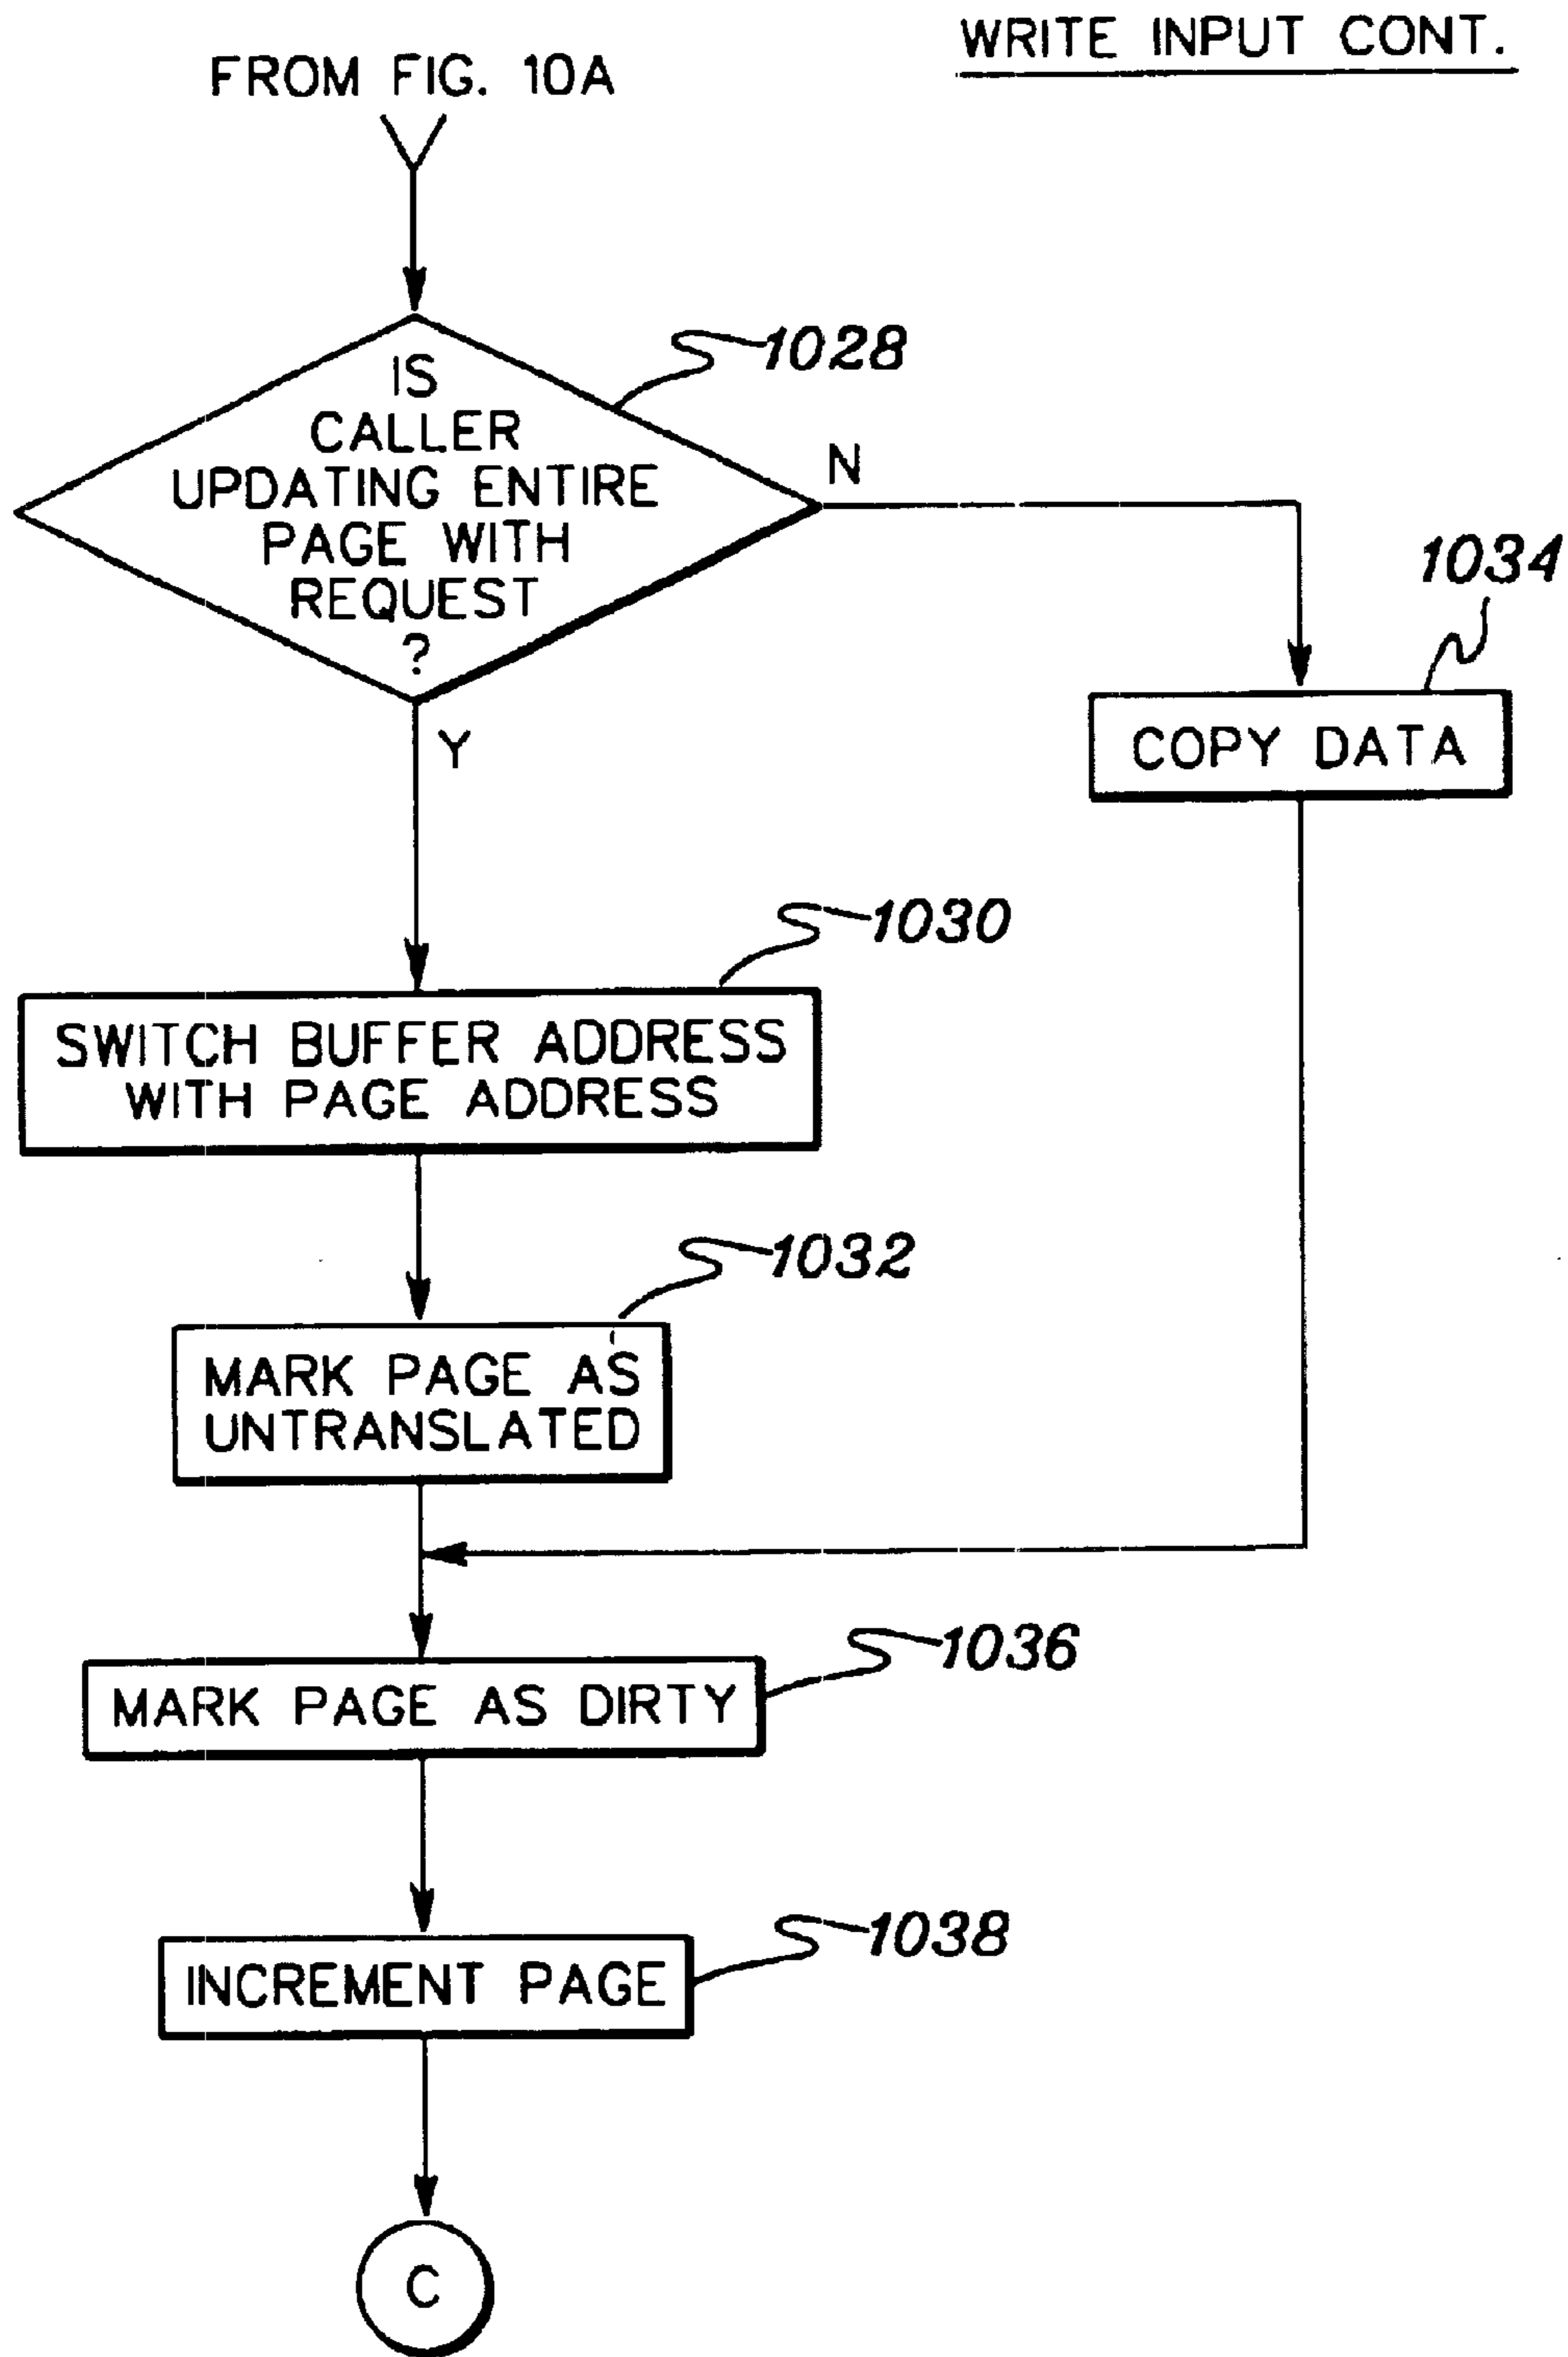 WRITE INPUT CONT.
FROM FIG. 10A
1028
IS
CALLER
UPDATING ENTIRE
PAGE WITH
REQUEST
?
N
Y
1034
COPY DATA
1030
SWITCH BUFFER ADDRESS
WITH PAGE ADDRESS
1032
MARK PAGE AS
UNTRANSLATED
1036
MARK PAGE AS DIRTY
1038
INCREMENT PAGE
C